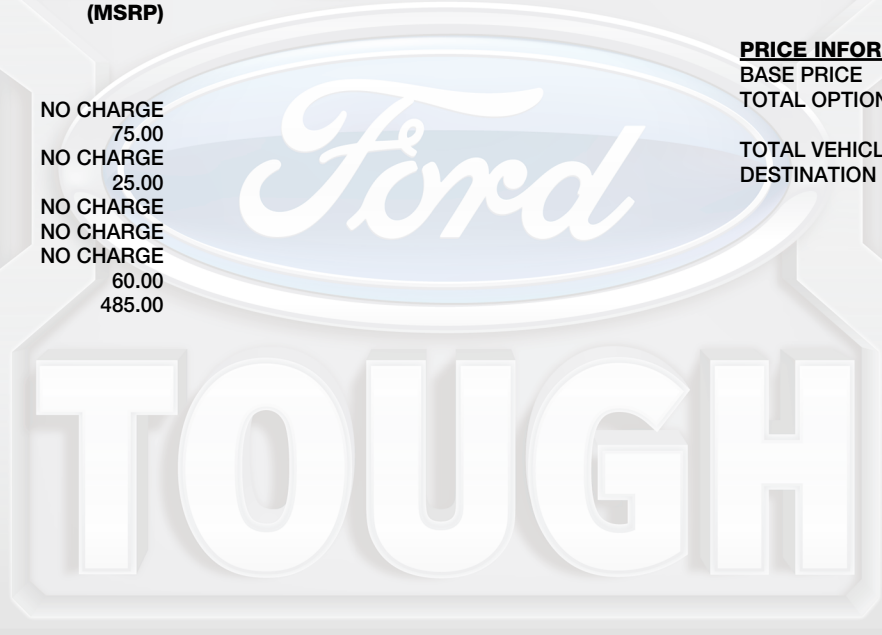 (MSRP)
NO CHARGE
75.00
NO CHARGE
25.00
NO CHARGE
NO CHARGE
NO CHARGE
60.00
485.00
PRICE INFOR
BASE PRICE
TOTAL OPTION
TOTAL VEHICL
DESTINATION
Ford
TOUGH